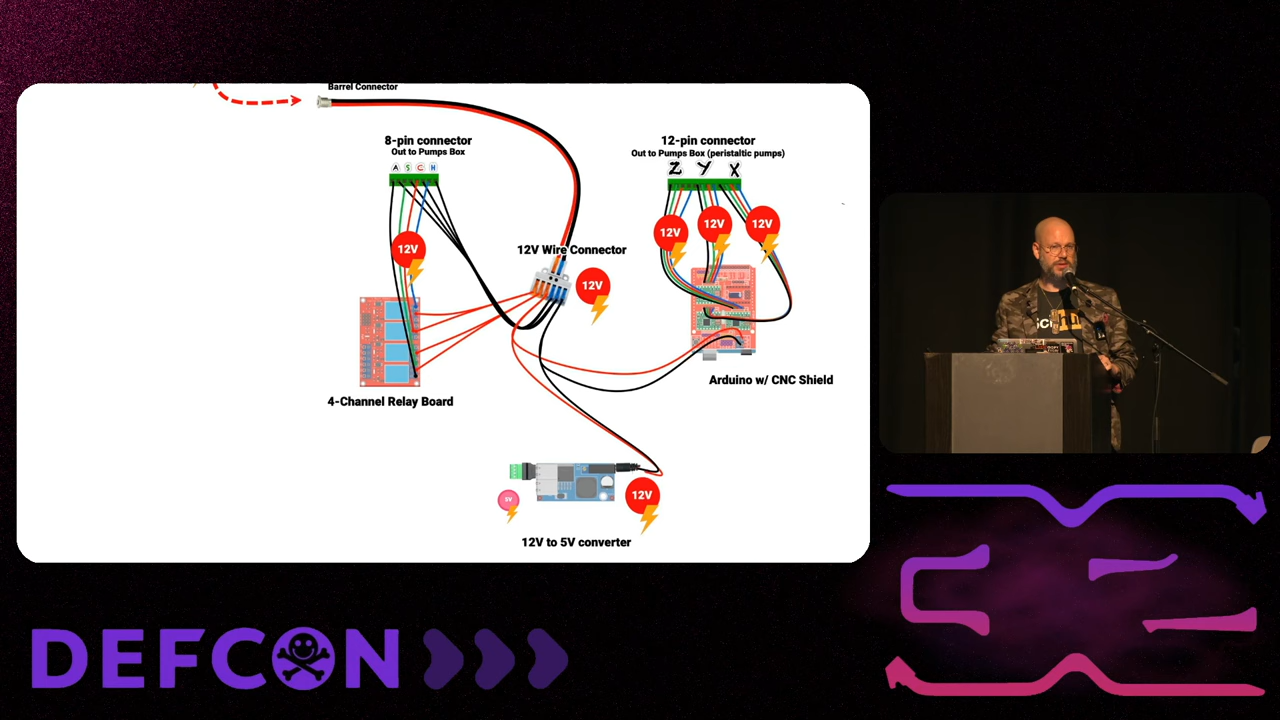 Barrel Connector
8-pin connector
Out to Pumps Box
A S C H
12-pin connector
Out to Pumps Box (peristaltic pumps)
Z Y X
12V
12V
12V
12V
12V Wire Connector
12V
4-Channel Relay Board
Arduino w/ CNC Shield
5V
12V
12V to 5V converter
DEFCON